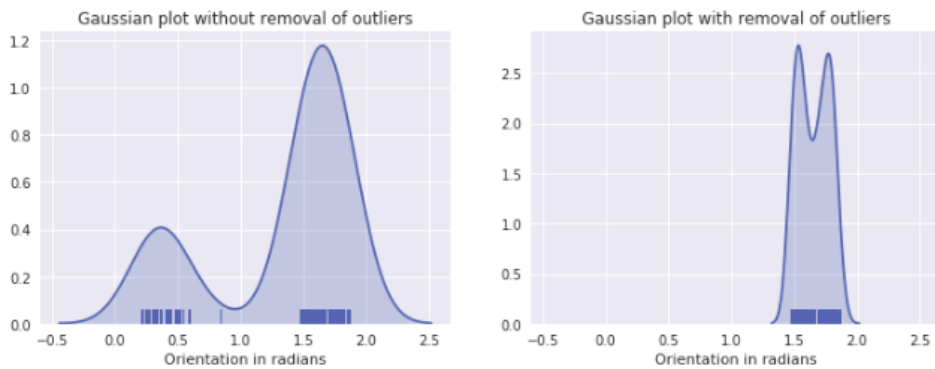 Gaussian plot without removal of outliers
1.2
1.0
0.8
0.6
0.4
0.2
0.0
−0.5 0.0 0.5 1.0 1.5 2.0 2.5
Orientation in radians
Gaussian plot with removal of outliers
2.5
2.0
1.5
1.0
0.5
0.0
−0.5 0.0 0.5 1.0 1.5 2.0 2.5
Orientation in radians